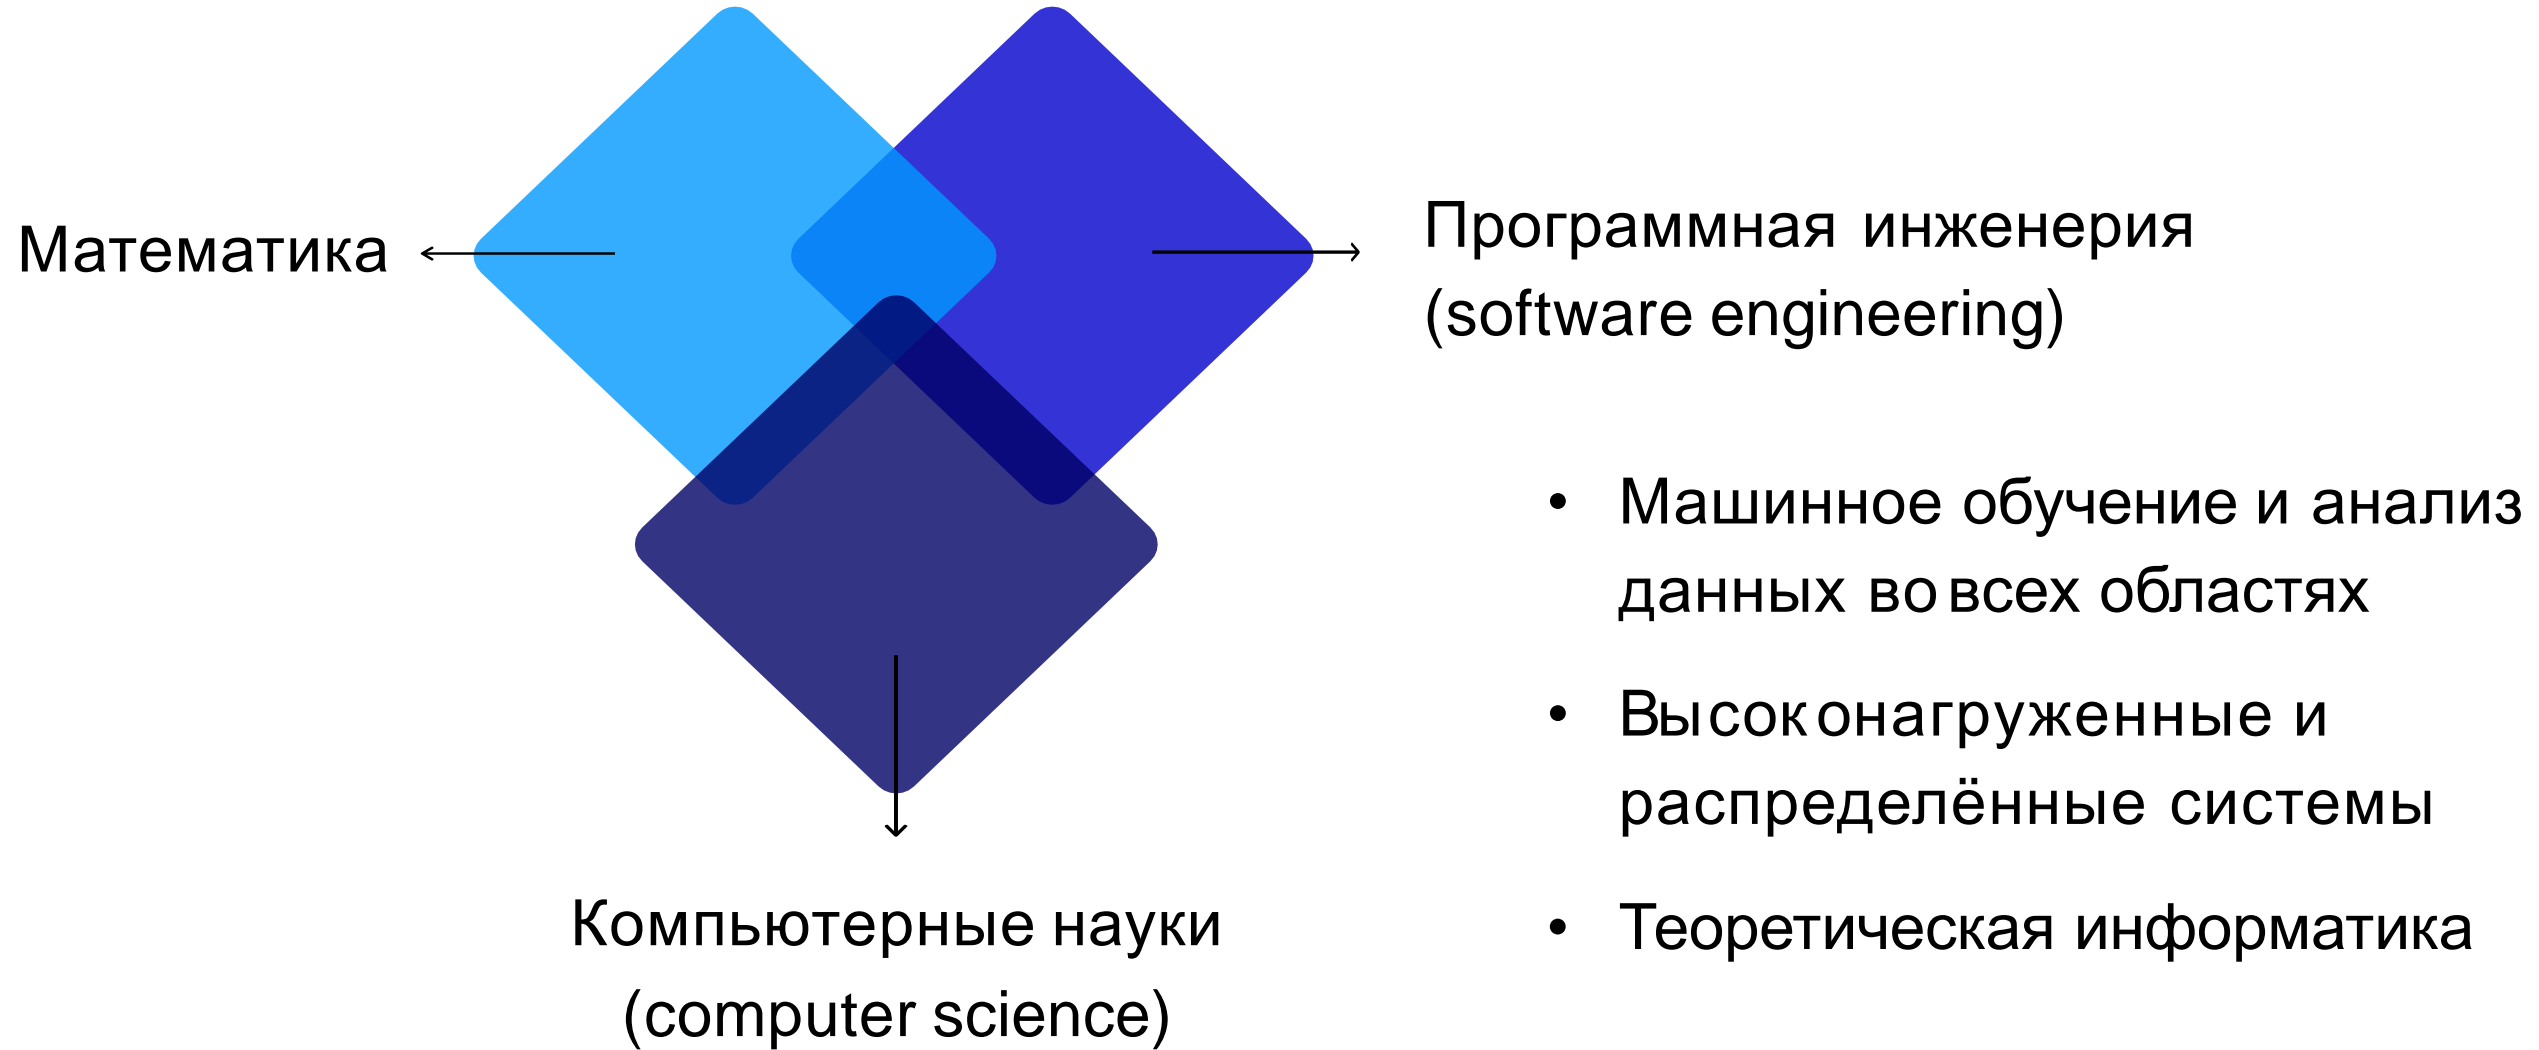 Математика
Программная инженерия
(software engineering)
• Машинное обучение и анализ
данных во всех областях
• Высоконагруженные и
распределённые системы
• Теоретическая информатика
Компьютерные науки
(computer science)